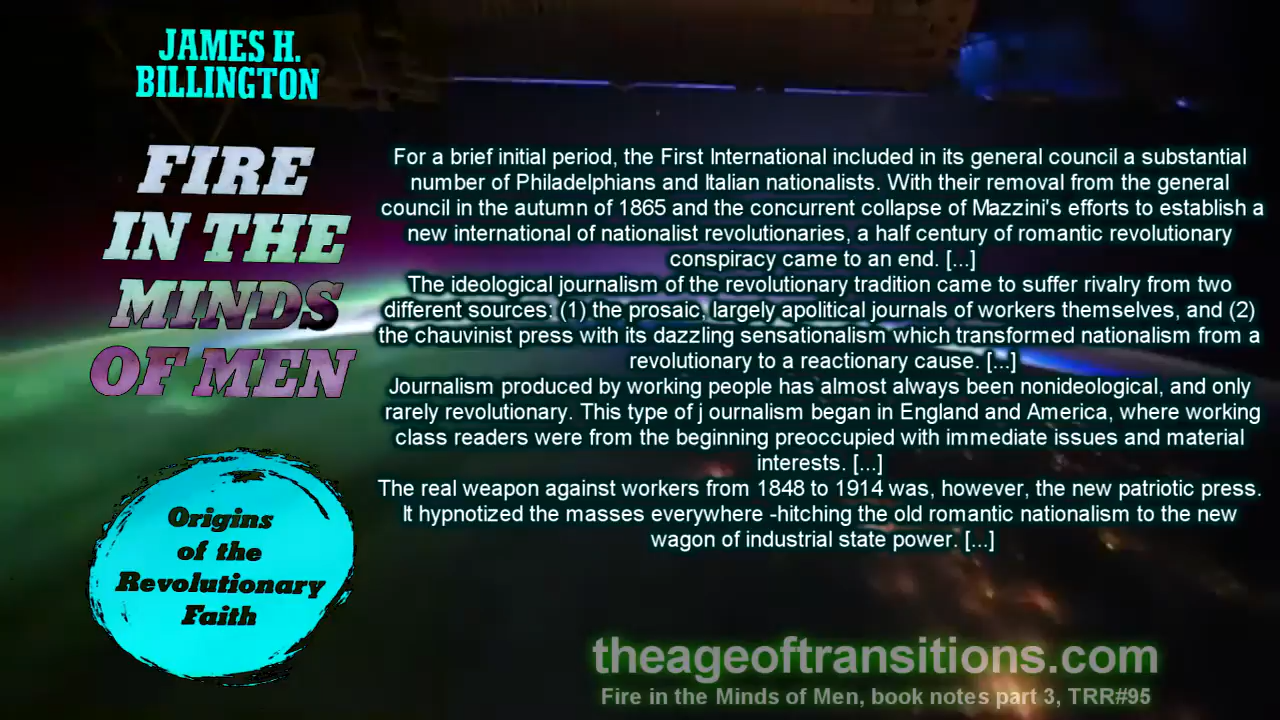 JAMES H.
BILLINGTON
FIRE
IN THE
MINDS
OF MEN
Origins
of the
Revolutionary
Faith
For a brief initial period, the First International included in its general council a substantial
number of Philadelphians and Italian nationalists. With their removal from the general
council in the autumn of 1865 and the concurrent collapse of Mazzini's efforts to establish a
new international of nationalist revolutionaries, a half century of romantic revolutionary
conspiracy came to an end. [...]
The ideological journalism of the revolutionary tradition came to suffer rivalry from two
different sources: (1) the prosaic, largely apolitical journals of workers themselves, and (2)
the chauvinist press with its dazzling sensationalism which transformed nationalism from a
revolutionary to a reactionary cause. [...]
Journalism produced by working people has almost always been nonideological, and only
rarely revolutionary. This type of j ournalism began in England and America, where working
class readers were from the beginning preoccupied with immediate issues and material
interests. [...]
The real weapon against workers from 1848 to 1914 was, however, the new patriotic press.
It hypnotized the masses everywhere -hitching the old romantic nationalism to the new
wagon of industrial state power. [...]
theageoftransitions.com
Fire in the Minds of Men, book notes part 3, TRR#95